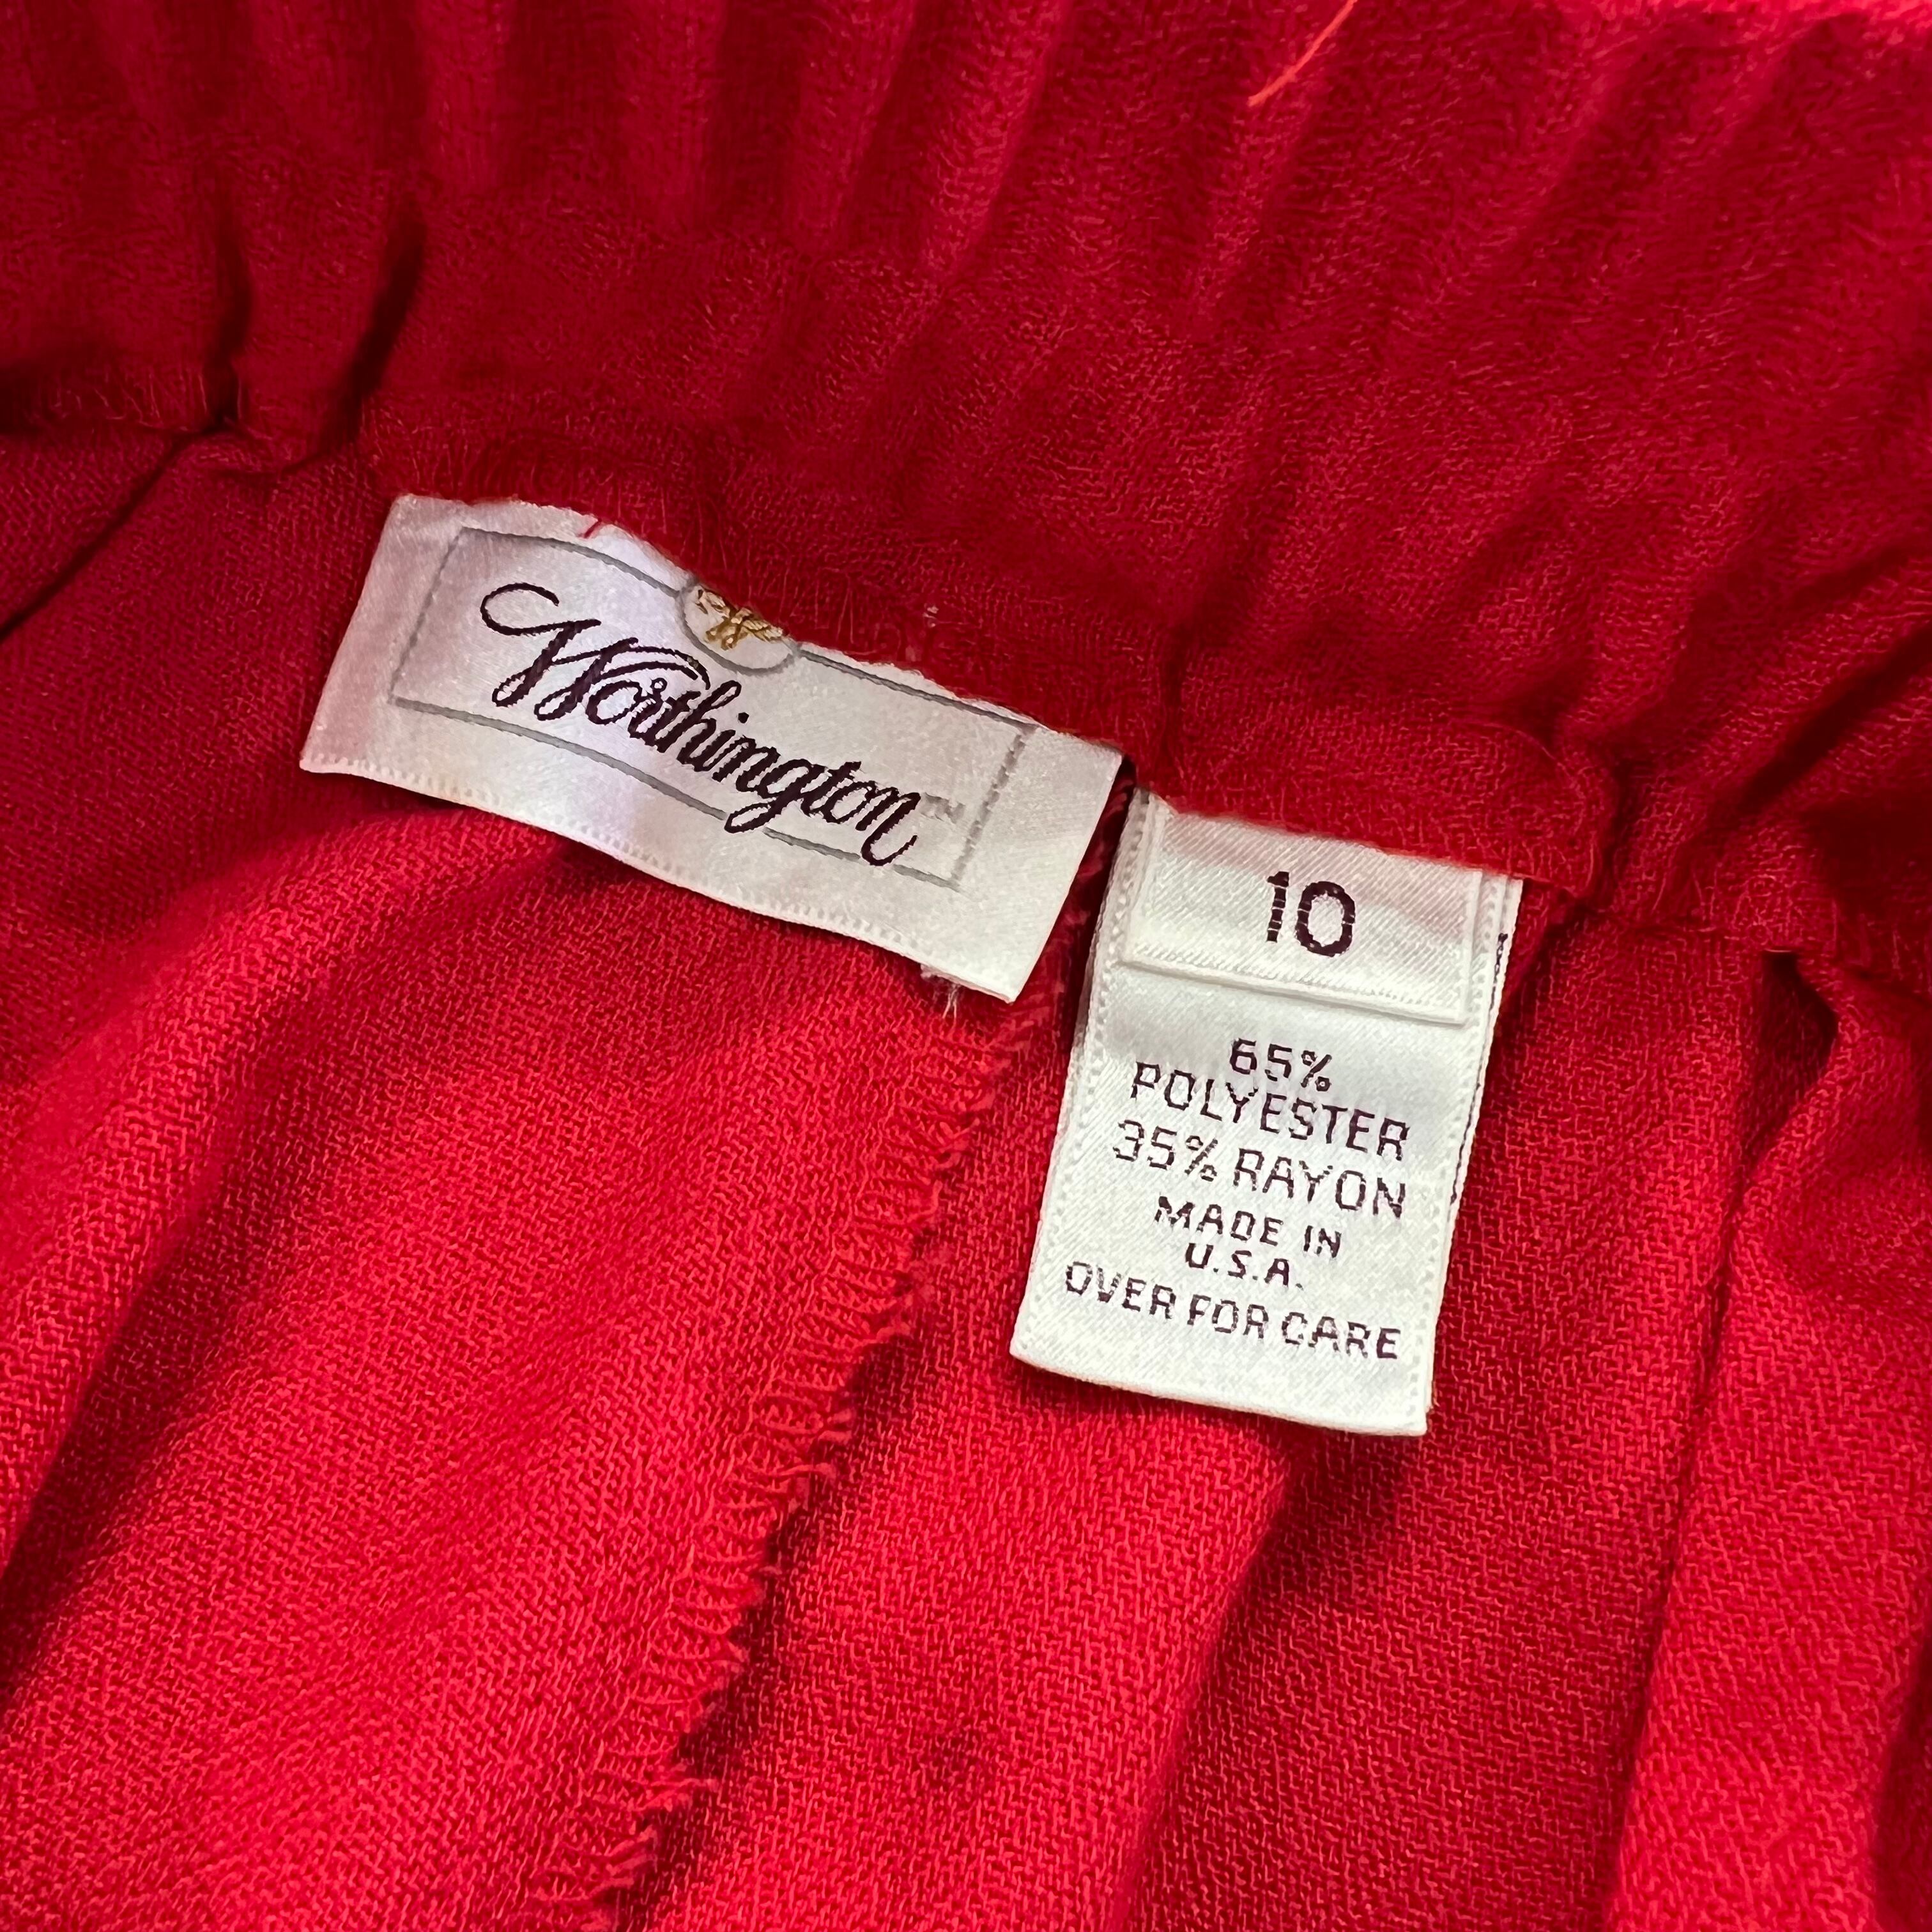 Worthington
10
65%
POLYESTER
35% RAYON
MADE IN
U.S.A.
OVER FOR CARE